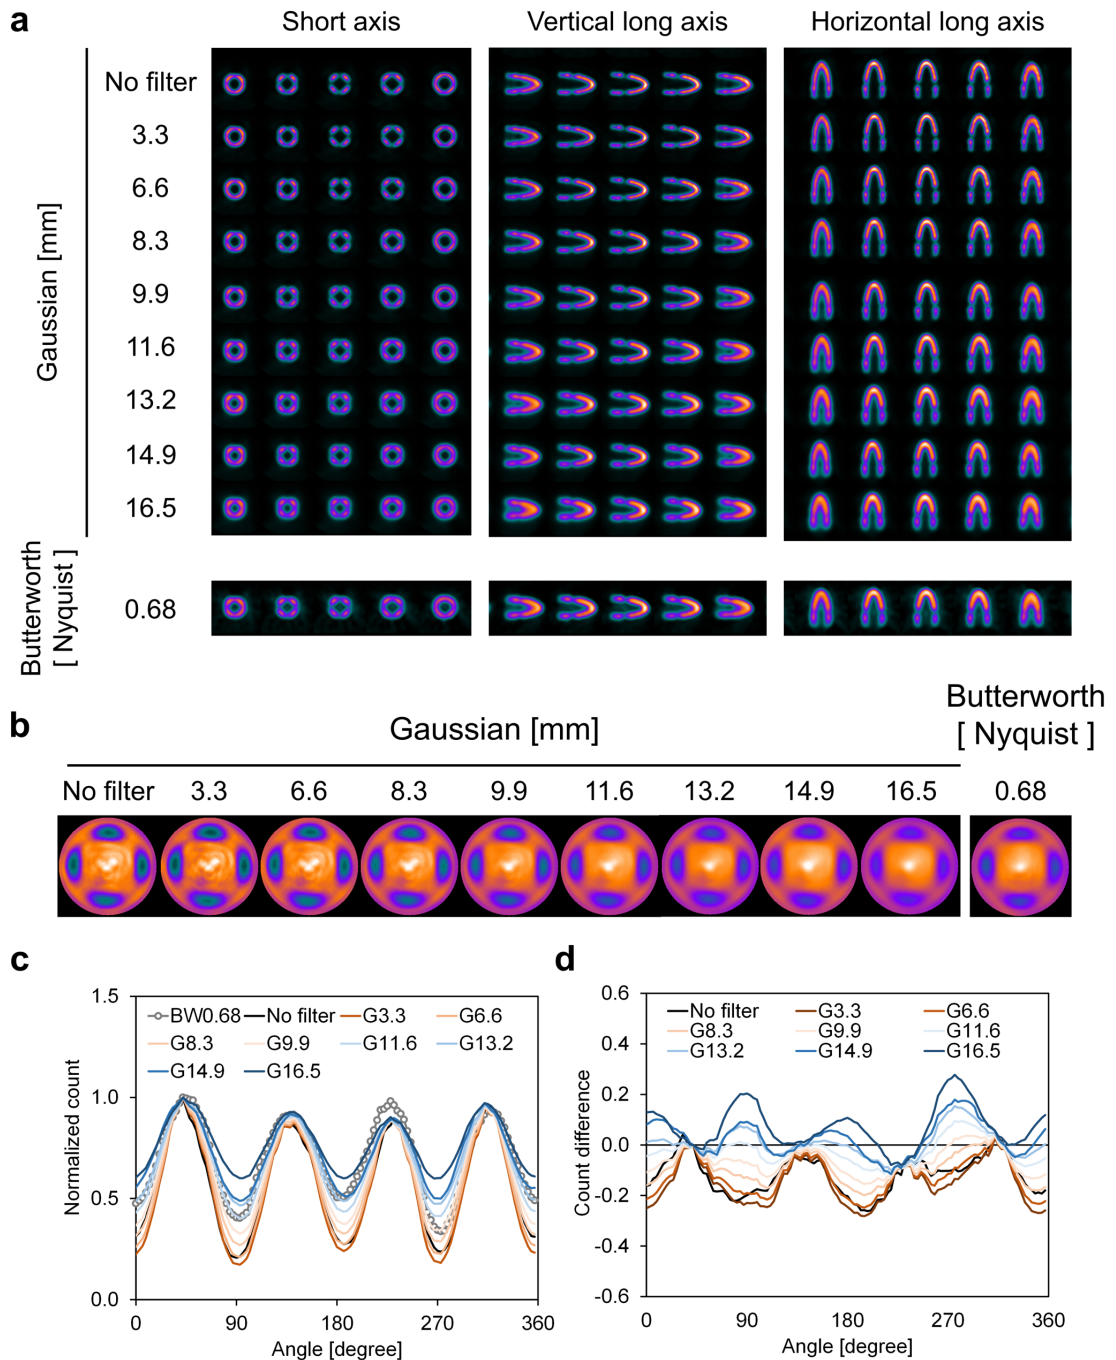 a
Short axis
Vertical long axis
Horizontal long axis
Gaussian [mm]
No filter
3.3
6.6
8.3
9.9
11.6
13.2
14.9
16.5
Butterworth
[ Nyquist ]
0.68
b
Gaussian [mm]
Butterworth
[ Nyquist ]
No filter 3.3 6.6 8.3 9.9 11.6 13.2 14.9 16.5 0.68
c
Normalized count
1.5
1.0
0.5
0.0
BW0.68 No filter G3.3 G6.6
G8.3 G9.9 G11.6 G13.2
G14.9 G16.5
0 90 180 270 360
Angle [degree]
d
Count difference
0.6
0.4
0.2
0.0
-0.2
-0.4
-0.6
No filter G3.3 G6.6
G8.3 G9.9 G11.6
G13.2 G14.9 G16.5
0 90 180 270 360
Angle [degree]